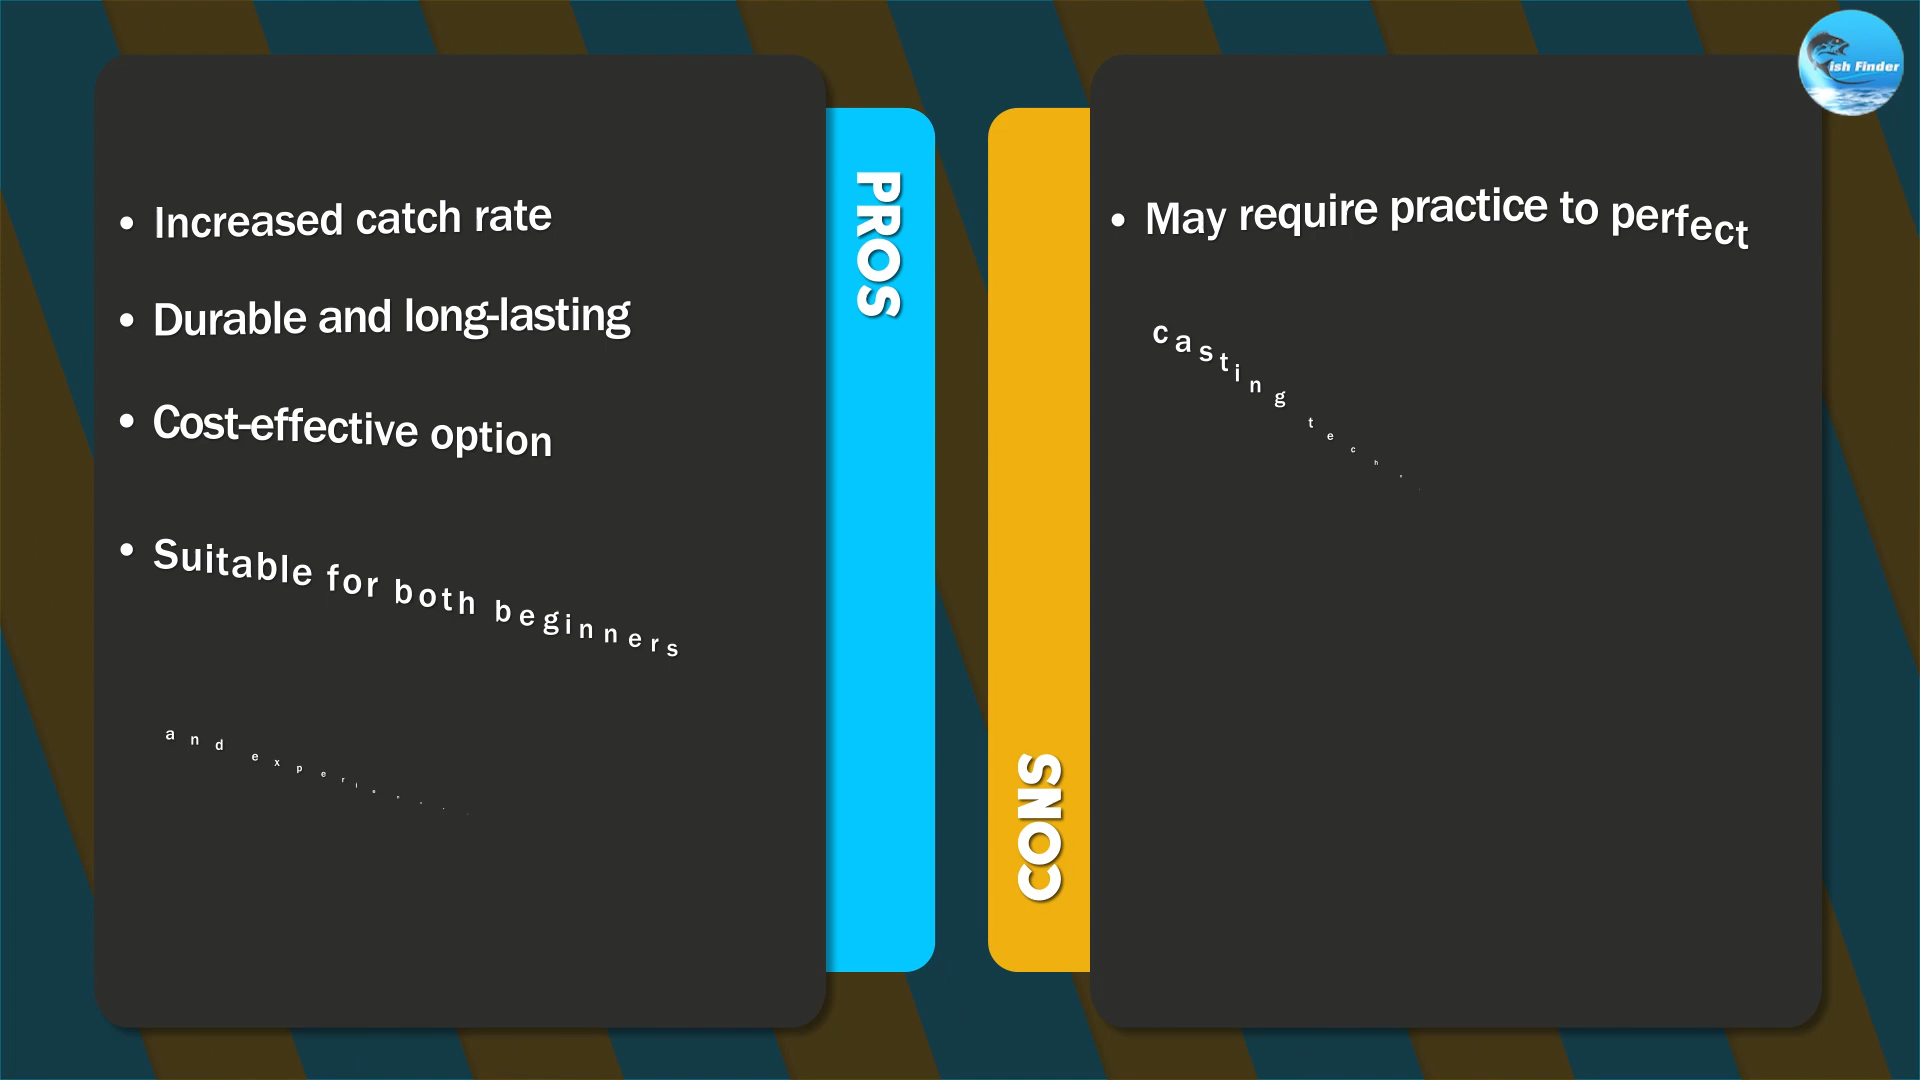 • Increased catch rate
• Durable and long-lasting
• Cost-effective option
• Suitable for both beginners
and
PROS
CONS
• May require practice to perfect
casting
ish Finder